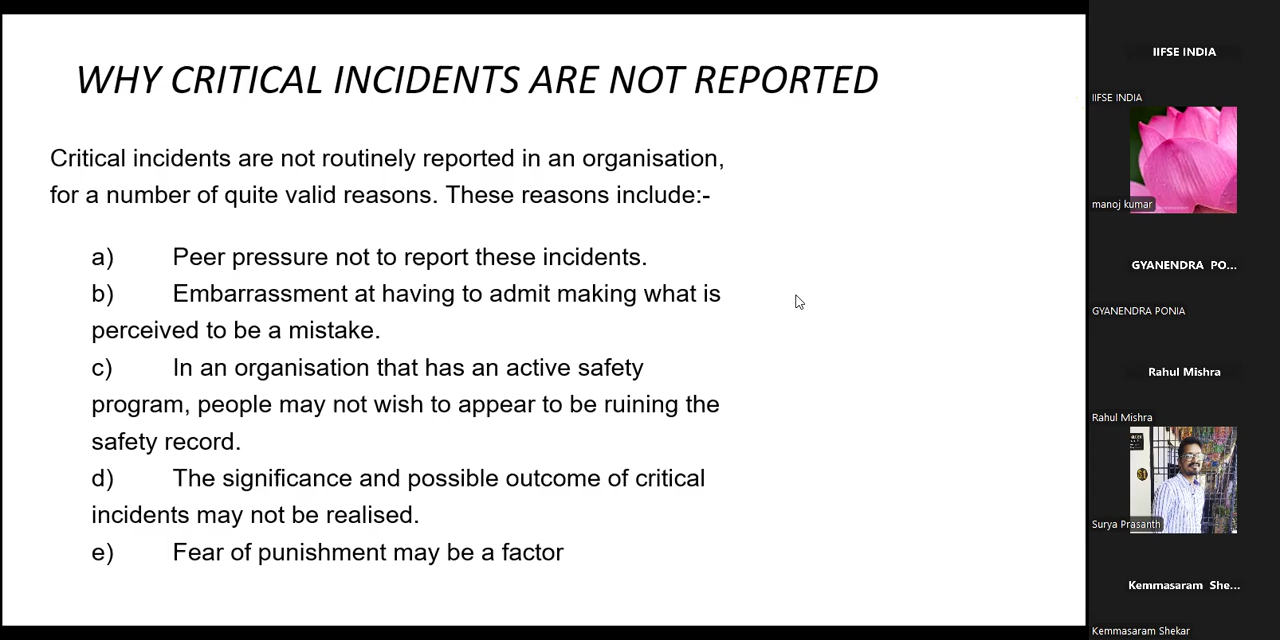 WHY CRITICAL INCIDENTS ARE NOT REPORTED
Critical incidents are not routinely reported in an organisation,
for a number of quite valid reasons. These reasons include:-
a) Peer pressure not to report these incidents.
b) Embarrassment at having to admit making what is
perceived to be a mistake.
c) In an organisation that has an active safety
program, people may not wish to appear to be ruining the
safety record.
d) The significance and possible outcome of critical
incidents may not be realised.
e) Fear of punishment may be a factor
IIFSE INDIA
IIFSE INDIA
manoj kumar
GYANENDRA PO...
GYANENDRA PONIA
Rahul Mishra
Rahul Mishra
Surya Prasanth
Kemmasaram She...
Kemmasaram Shekar